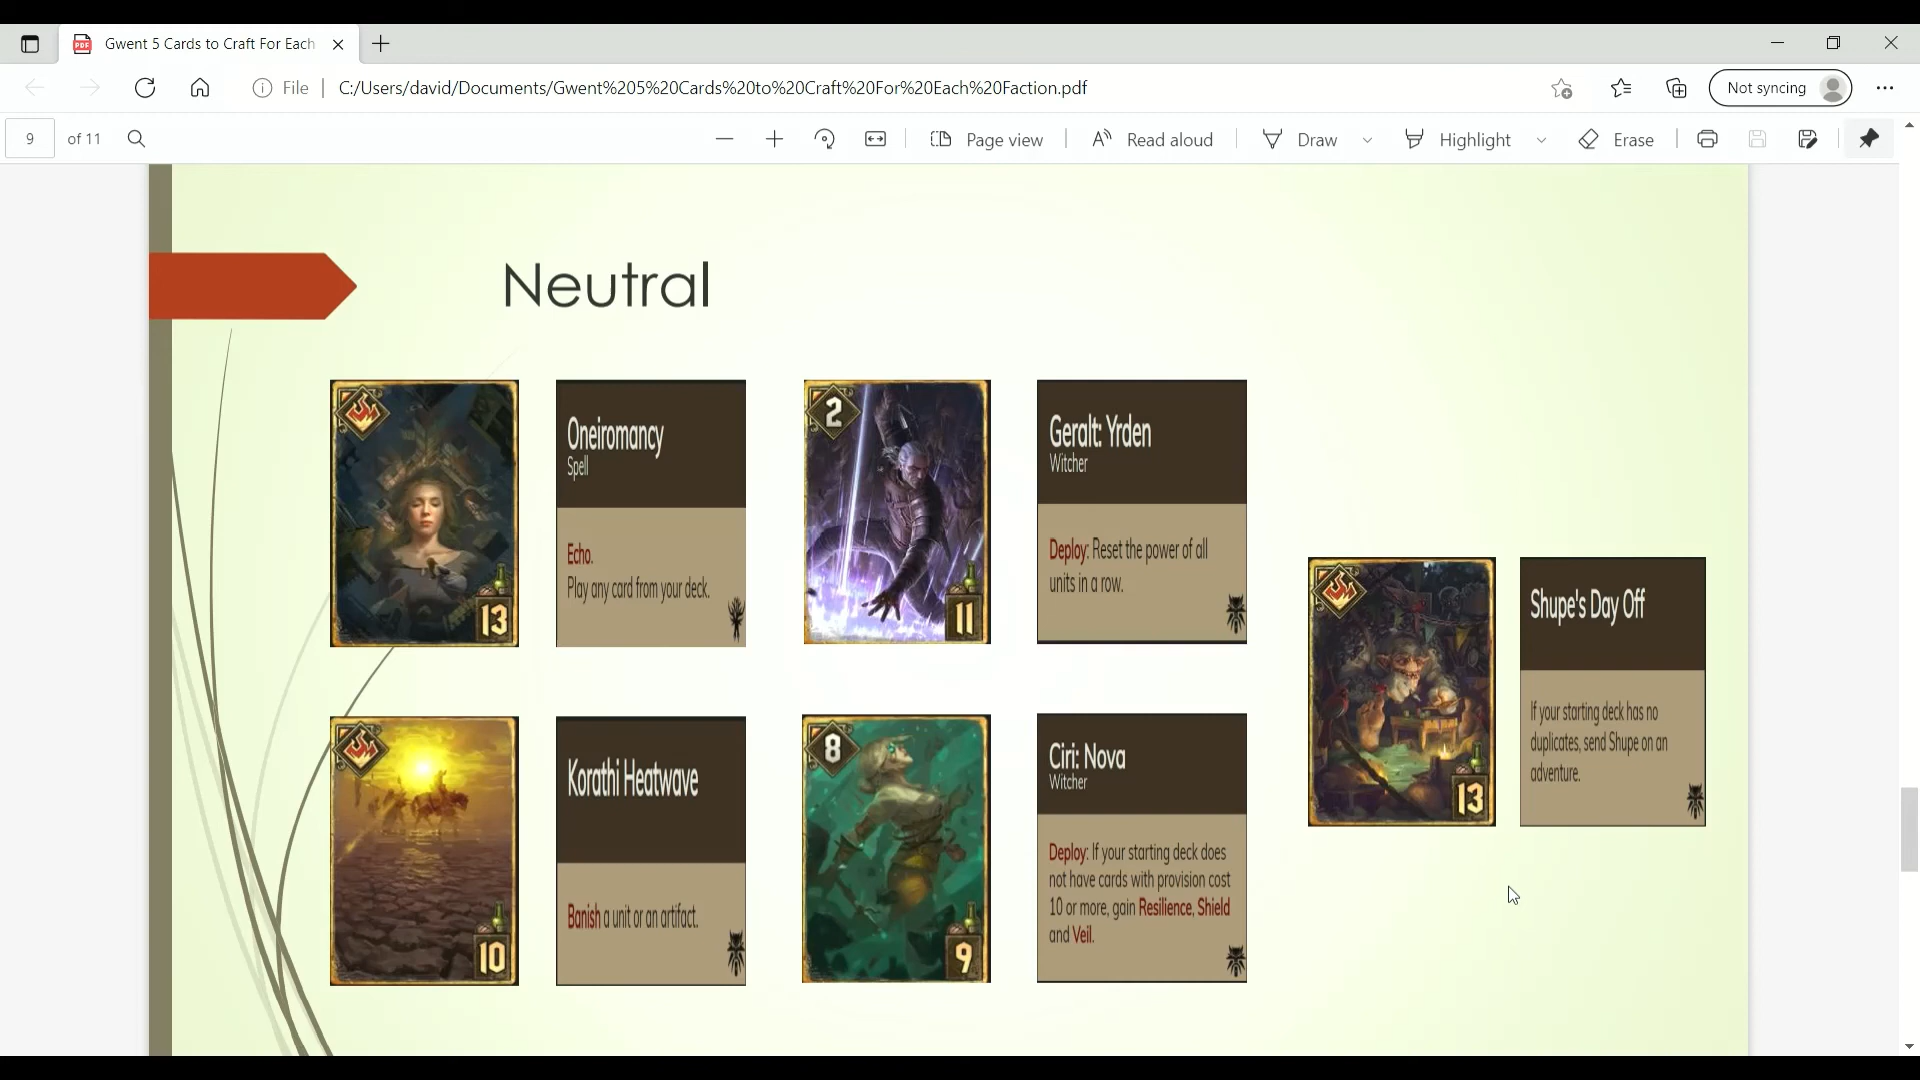 Gwent 5 Cards to Craft For Each
File
C:/Users/david/Documents/Gwent%205%20Cards%20to%20Craft%20For%20Each%20Faction.pdf
Not syncing
9 of 11
Page view
Read aloud
Draw
Highlight
Erase
Neutral
13
Oneiromancy
Spell
Echo.
Play any card from your deck.
2
11
Geralt: Yrden
Witcher
Deploy: Reset the power of all
units in a row.
13
Shupe's Day Off
If your starting deck has no
duplicates, send Shupe on an
adventure.
10
Korathi Heatwave
Banish a unit or an artifact.
8
9
Ciri: Nova
Witcher
Deploy: If your starting deck does
not have cards with provision cost
10 or more, gain Resilience, Shield
and Veil.